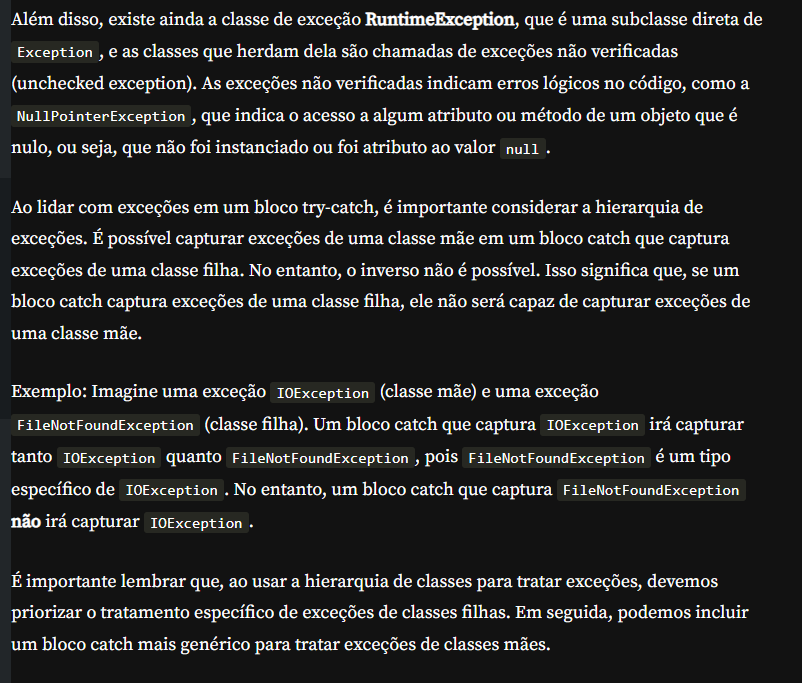 Além disso, existe ainda a classe de exceção RuntimeException, que é uma subclasse direta de
Exception, e as classes que herdam dela são chamadas de exceções não verificadas
(unchecked exception). As exceções não verificadas indicam erros lógicos no código, como a
NullPointerException, que indica o acesso a algum atributo ou método de um objeto que é
nulo, ou seja, que não foi instanciado ou foi atributo ao valor null.
Ao lidar com exceções em um bloco try-catch, é importante considerar a hierarquia de
exceções. É possível capturar exceções de uma classe mãe em um bloco catch que captura
exceções de uma classe filha. No entanto, o inverso não é possível. Isso significa que, se um
bloco catch captura exceções de uma classe filha, ele não será capaz de capturar exceções de
uma classe mãe.
Exemplo: Imagine uma exceção IOException (classe mãe) e uma exceção
FileNotFoundException (classe filha). Um bloco catch que captura IOException irá capturar
tanto IOException quanto FileNotFoundException, pois FileNotFoundException é um tipo
específico de IOException. No entanto, um bloco catch que captura FileNotFoundException
não irá capturar IOException.
É importante lembrar que, ao usar a hierarquia de classes para tratar exceções, devemos
priorizar o tratamento específico de exceções de classes filhas. Em seguida, podemos incluir
um bloco catch mais genérico para tratar exceções de classes mães.